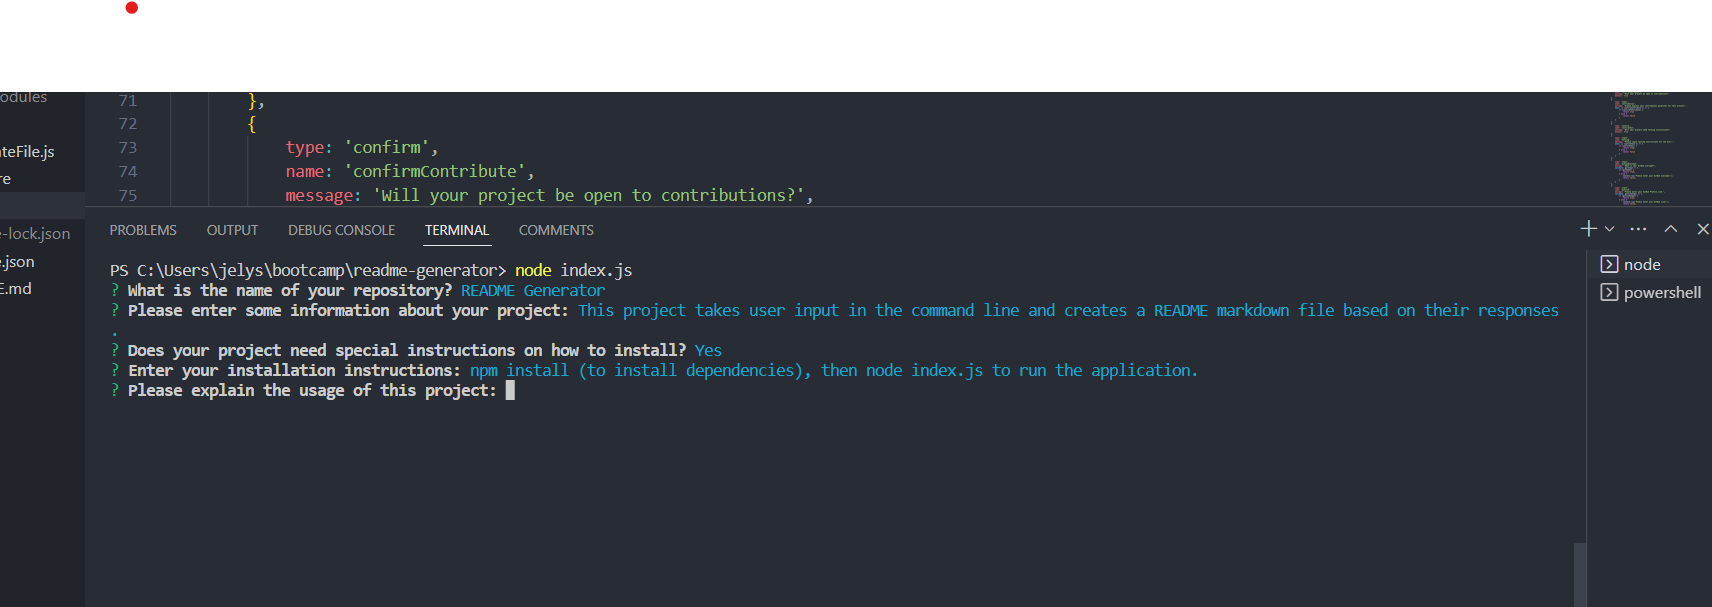 odules
teFile.js
re
e-lock.json
e.json
E.md
71 },
72 {
73 type: 'confirm',
74 name: 'confirmContribute',
75 message: 'Will your project be open to contributions?',
PROBLEMS OUTPUT DEBUG CONSOLE TERMINAL COMMENTS
PS C:\Users\jelys\bootcamp\readme-generator> node index.js
? What is the name of your repository? README Generator
? Please enter some information about your project: This project takes user input in the command line and creates a README markdown file based on their responses
.
? Does your project need special instructions on how to install? Yes
? Enter your installation instructions: npm install (to install dependencies), then node index.js to run the application.
? Please explain the usage of this project:
node
powershell